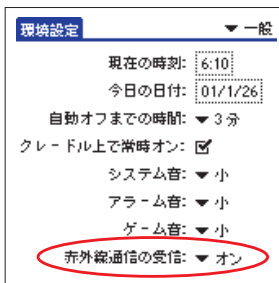 環境設定 ▼ 一般
現在の時刻: 6:10
今日の日付: 01/1/26
自動オフまでの時間: ▼ 3 分
クレードル上で常時オン: ☑
システム音: ▼ 小
アラーム音: ▼ 小
ゲーム音: ▼ 小
赤外線通信の受信: ▼ オン